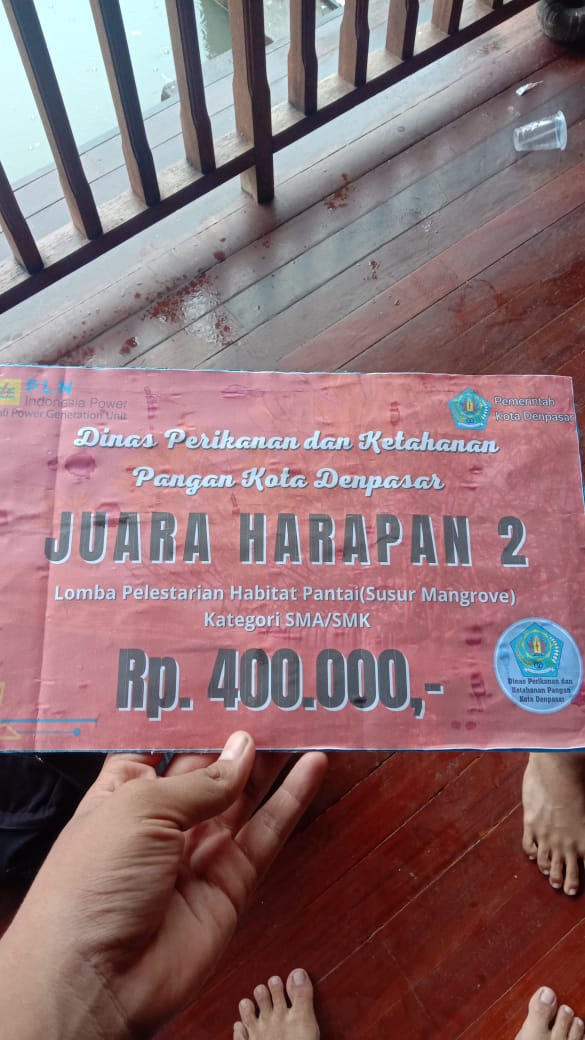 PLN
Indonesia Power
Power Generation Unit
Pemerintah
Kota Denpasar
Dinas Perikanan dan Ketahanan
Pangan Kota Denpasar
JUARA HARAPAN 2
Lomba Pelestarian Habitat Pantai(Susur Mangrove)
Kategori SMA/SMK
Rp. 400.000,-
Dinas Perikanan dan
Ketahanan Pangan
Kota Denpasar